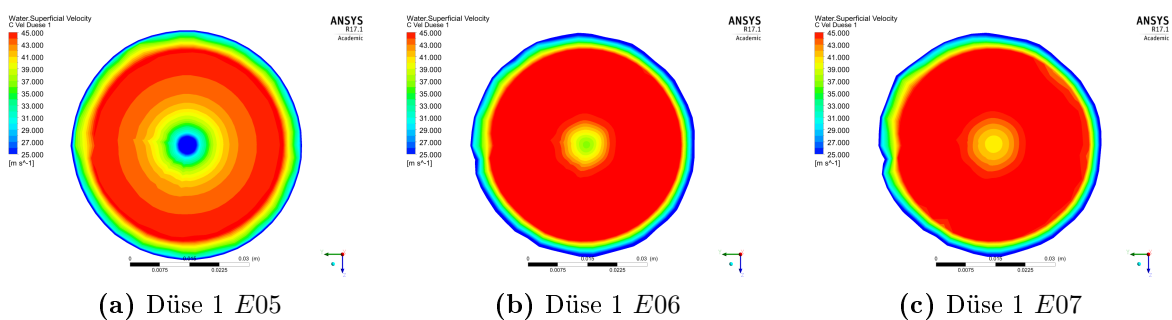 Water.Superficial Velocity
C Vel Duese 1
45.000
43.000
41.000
39.000
37.000
35.000
33.000
31.000
29.000
27.000
25.000
[m s^-1]
ANSYS
R17.1
Academic
0
0.015
0.03 (m)
0.0075
0.0225
(a) Düse 1 E05
Water.Superficial Velocity
C Vel Duese 1
45.000
43.000
41.000
39.000
37.000
35.000
33.000
31.000
29.000
27.000
25.000
[m s^-1]
ANSYS
R17.1
Academic
0
0.015
0.03 (m)
0.0075
0.0225
(b) Düse 1 E06
Water.Superficial Velocity
C Vel Duese 1
45.000
43.000
41.000
39.000
37.000
35.000
33.000
31.000
29.000
27.000
25.000
[m s^-1]
ANSYS
R17.1
Academic
0
0.015
0.03 (m)
0.0075
0.0225
(c) Düse 1 E07